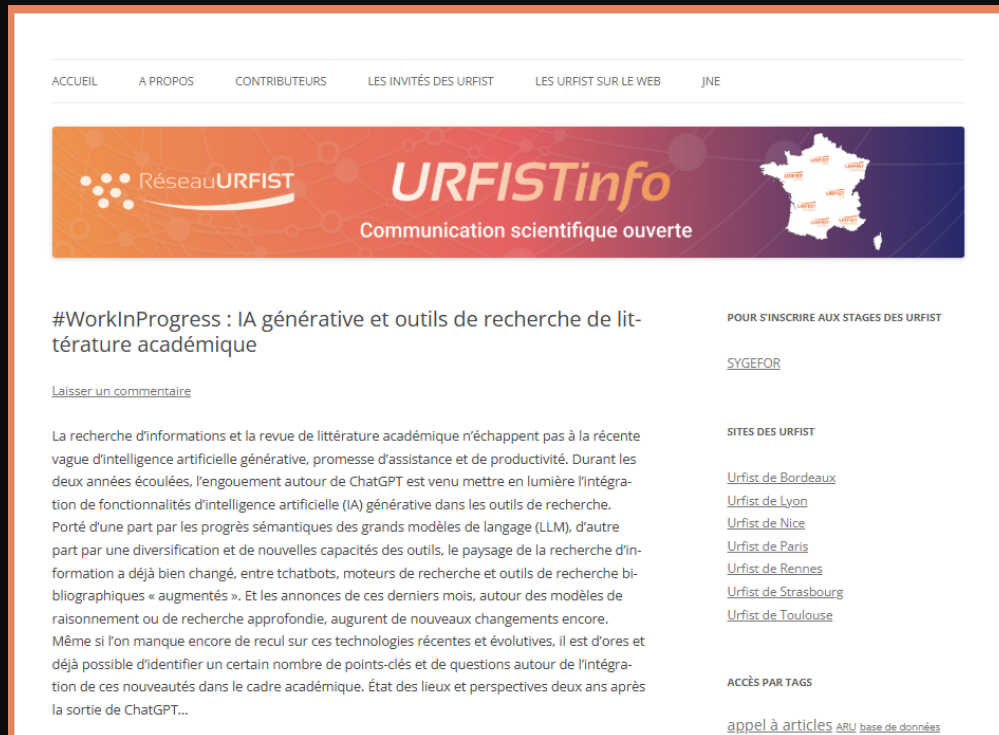 ACCUEIL A PROPOS CONTRIBUTEURS LES INVITÉS DES URFIST LES URFIST SUR LE WEB JNE
RéseauURFIST
URFISTinfo
Communication scientifique ouverte
#WorkInProgress : IA générative et outils de recherche de lit-
térature académique
Laisser un commentaire
La recherche d'informations et la revue de littérature académique n'échappent pas à la récente
vague d'intelligence artificielle générative, promesse d'assistance et de productivité. Durant les
deux années écoulées, l'engouement autour de ChatGPT est venu mettre en lumière l'intégra-
tion de fonctionnalités d'intelligence artificielle (IA) générative dans les outils de recherche.
Porté d'une part par les progrès sémantiques des grands modèles de langage (LLM), d'autre
part par une diversification et de nouvelles capacités des outils, le paysage de la recherche d'in-
formation a déjà bien changé, entre tchatbots, moteurs de recherche et outils de recherche bi-
bliographiques « augmentés ». Et les annonces de ces derniers mois, autour des modèles de
raisonnement ou de recherche approfondie, augurent de nouveaux changements encore.
Même si l'on manque encore de recul sur ces technologies récentes et évolutives, il est d'ores et
déjà possible d'identifier un certain nombre de points-clés et de questions autour de l'intégra-
tion de ces nouveautés dans le cadre académique. État des lieux et perspectives deux ans après
la sortie de ChatGPT…
POUR S'INSCRIRE AUX STAGES DES URFIST
SYGEFOR
SITES DES URFIST
Urfist de Bordeaux
Urfist de Lyon
Urfist de Nice
Urfist de Paris
Urfist de Rennes
Urfist de Strasbourg
Urfist de Toulouse
ACCÈS PAR TAGS
appel à articles ARU base de données